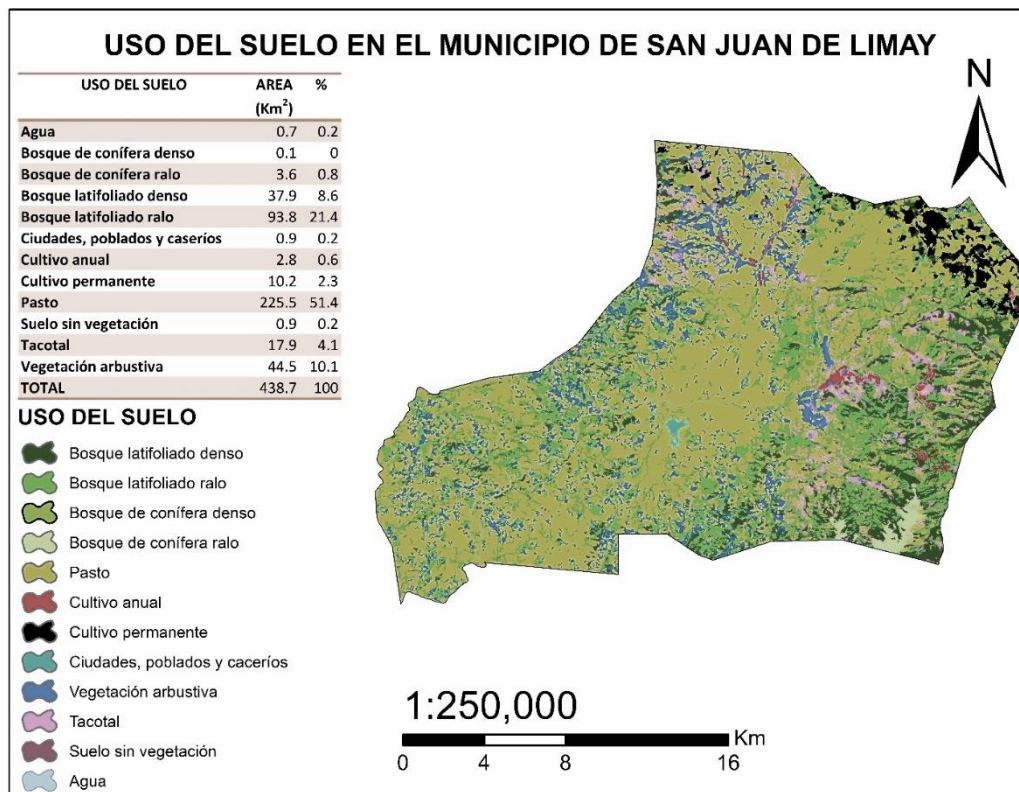 USO DEL SUELO EN EL MUNICIPIO DE SAN JUAN DE LIMAY
USO DEL SUELO AREA %
(Km²)
Agua 0.7 0.2
Bosque de conífera denso 0.1 0
Bosque de conífera ralo 3.6 0.8
Bosque latifoliado denso 37.9 8.6
Bosque latifoliado ralo 93.8 21.4
Ciudades, poblados y caseríos 0.9 0.2
Cultivo anual 2.8 0.6
Cultivo permanente 10.2 2.3
Pasto 225.5 51.4
Suelo sin vegetación 0.9 0.2
Tacotal 17.9 4.1
Vegetación arbustiva 44.5 10.1
TOTAL 438.7 100
N
USO DEL SUELO
Bosque latifoliado denso
Bosque latifoliado ralo
Bosque de conífera denso
Bosque de conífera ralo
Pasto
Cultivo anual
Cultivo permanente
Ciudades, poblados y caceríos
Vegetación arbustiva
Tacotal
Suelo sin vegetación
Agua
1:250,000
Km
0 4 8 16